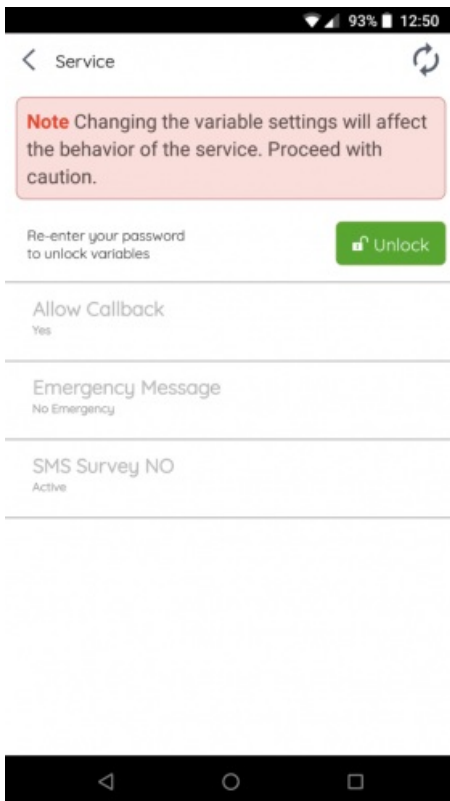 93% 12:50
Service
Note Changing the variable settings will affect
the behavior of the service. Proceed with
caution.
Re-enter your password
to unlock variables
Unlock
Allow Callback
Yes
Emergency Message
No Emergency
SMS Survey NO
Active